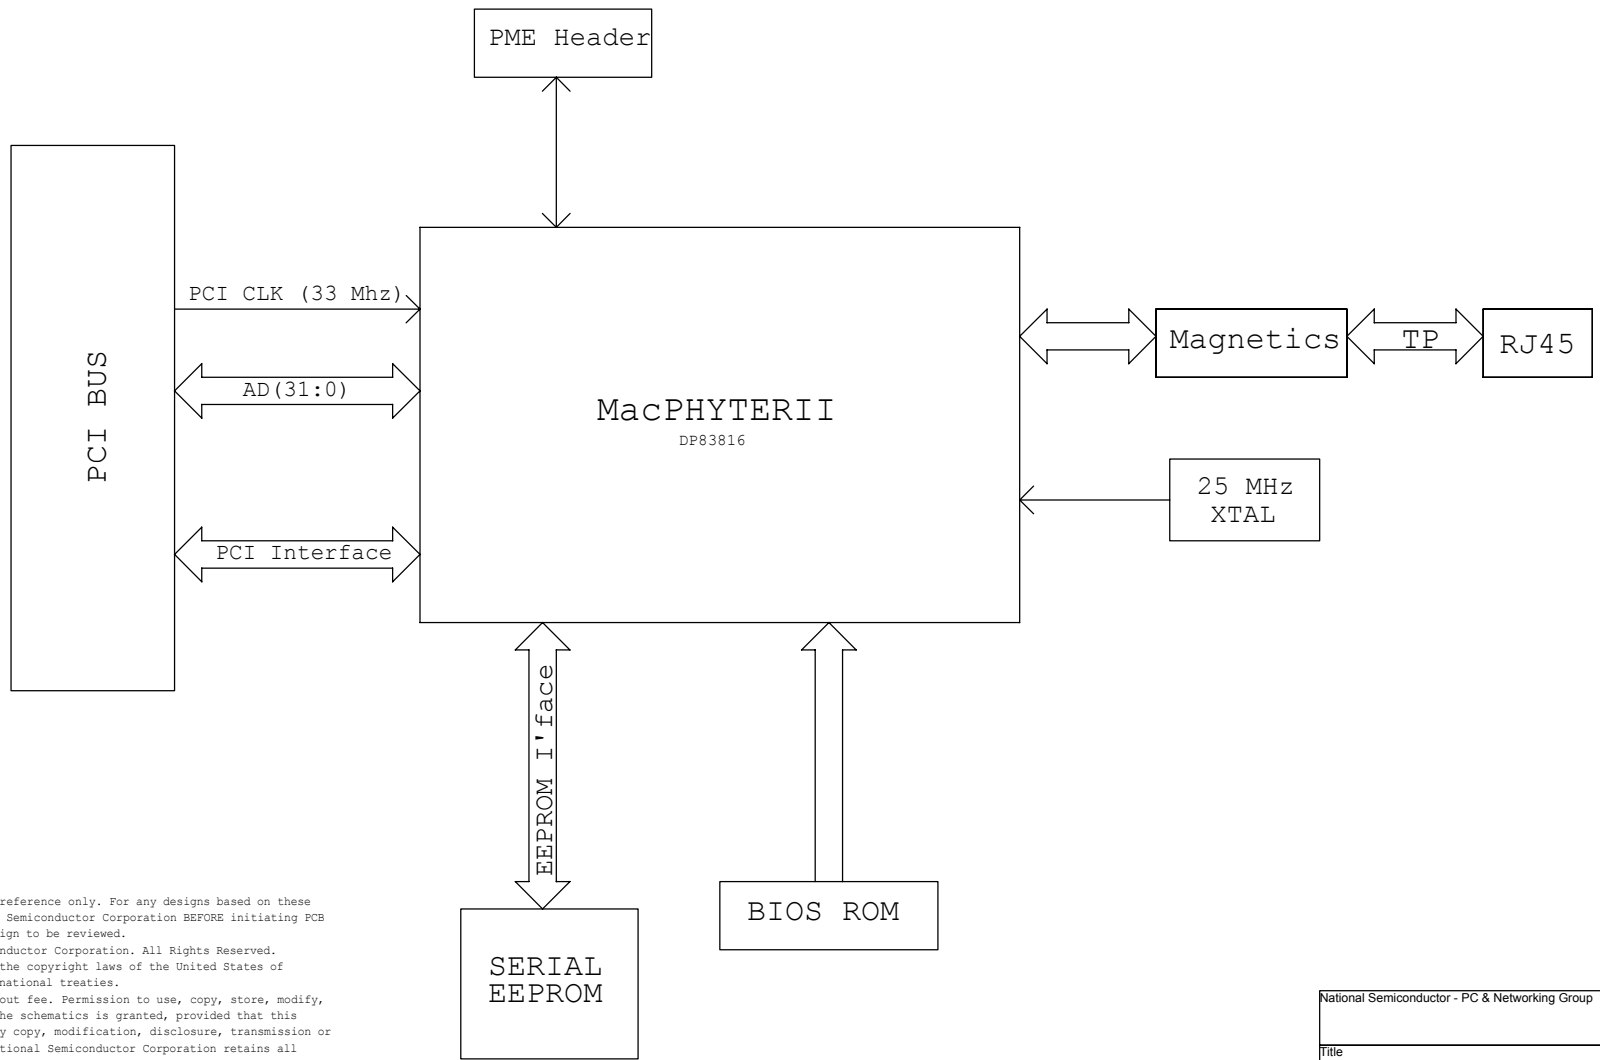 PME Header
PCI BUS
PCI CLK (33 Mhz)
AD(31:0)
PCI Interface
MacPHYTERII
DP83816
Magnetics
TP
RJ45
25 MHz
XTAL
EEPROM I'face
BIOS ROM
SERIAL
EEPROM
reference only. For any designs based on these
Semiconductor Corporation BEFORE initiating PCB
ign to be reviewed.
nductor Corporation. All Rights Reserved.
the copyright laws of the United States of
national treaties.
out fee. Permission to use, copy, store, modify,
he schematics is granted, provided that this
y copy, modification, disclosure, transmission or
tional Semiconductor Corporation retains all
National Semiconductor - PC & Networking Group
Title